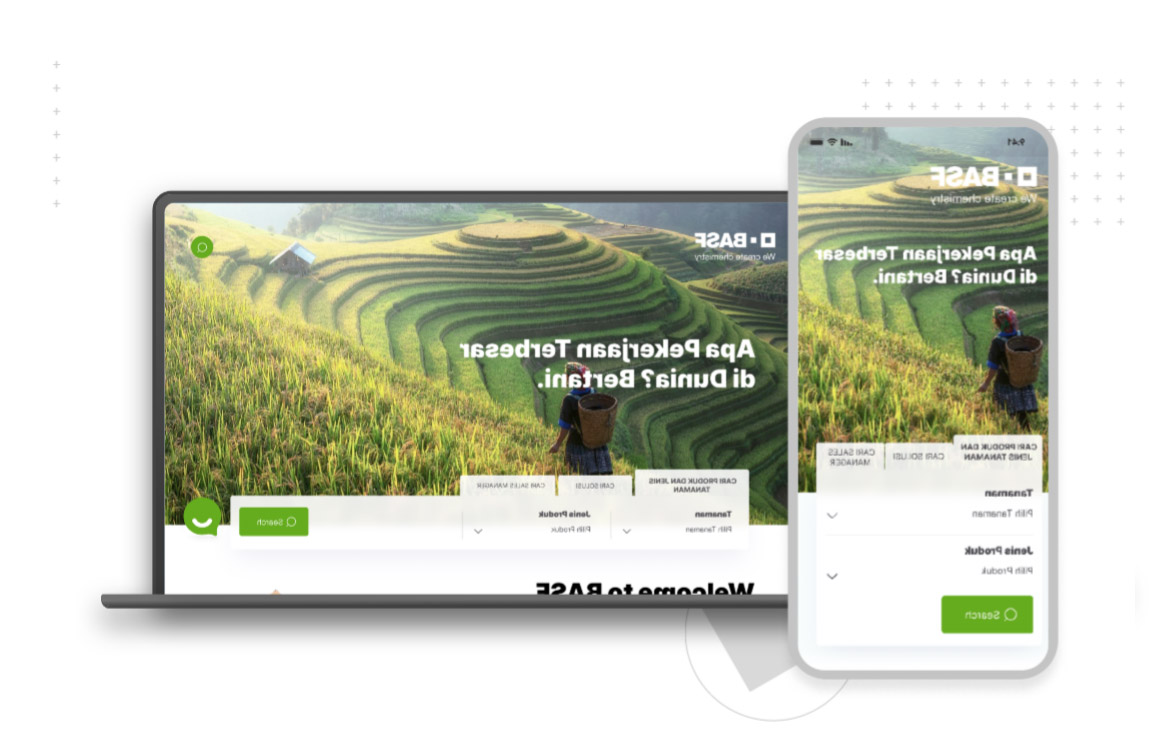 BASF
We create chemistry
Apa Pekerjaan Terbesar
di Dunia? Bertani.
CARI PRODUK DAN JENIS
TANAMAN
CARI SOLUSI
CARI SALES MANAGER
Tanaman
Pilih Tanaman
Jenis Produk
Pilih Produk
Search
Welcome to BASF
9:41
BASF
We create chemistry
Apa Pekerjaan Terbesar
di Dunia? Bertani.
CARI PRODUK DAN
JENIS TANAMAN
CARI SOLUSI
CARI SALES
MANAGER
Tanaman
Pilih Tanaman
Jenis Produk
Pilih Produk
Search